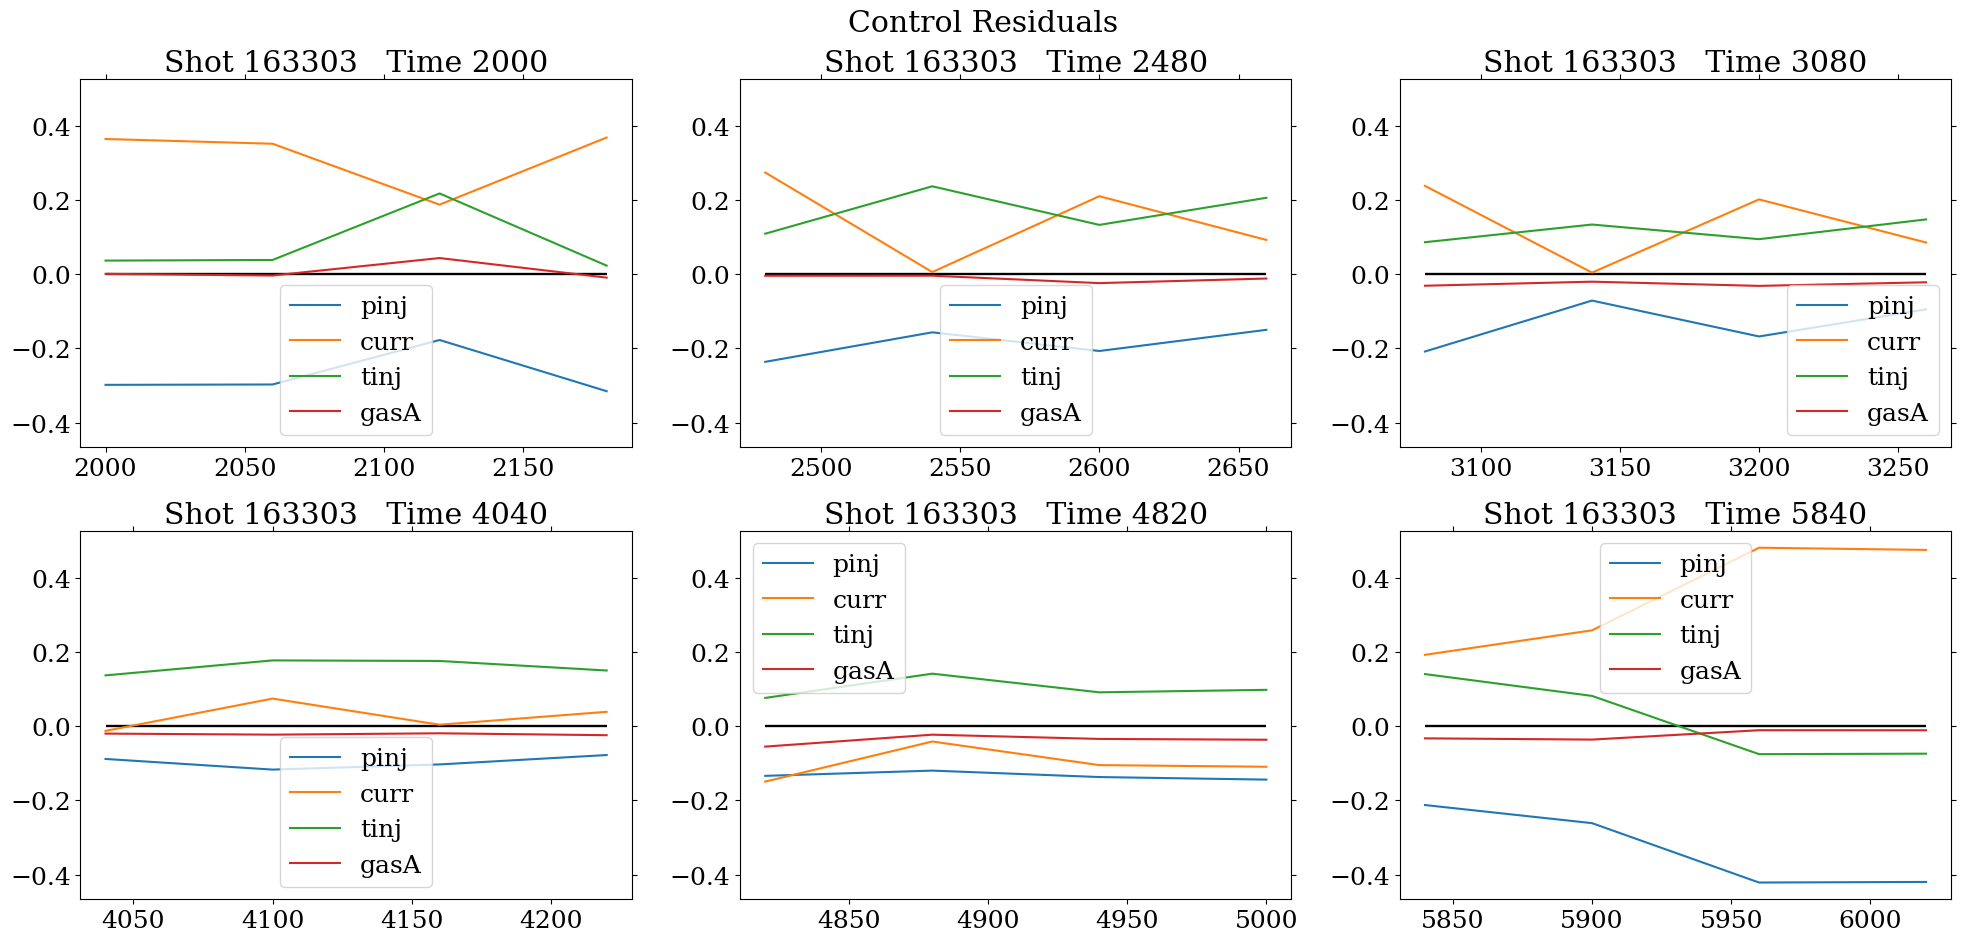 Control Residuals
Shot 163303   Time 2000
0.4
0.2
0.0
−0.2
−0.4
pinj
curr
tinj
gasA
2000 2050 2100 2150
Shot 163303   Time 2480
0.4
0.2
0.0
−0.2
−0.4
pinj
curr
tinj
gasA
2500 2550 2600 2650
Shot 163303   Time 3080
0.4
0.2
0.0
−0.2
−0.4
pinj
curr
tinj
gasA
3100 3150 3200 3250
Shot 163303   Time 4040
0.4
0.2
0.0
−0.2
−0.4
pinj
curr
tinj
gasA
4050 4100 4150 4200
Shot 163303   Time 4820
0.4
0.2
0.0
−0.2
−0.4
pinj
curr
tinj
gasA
4850 4900 4950 5000
Shot 163303   Time 5840
0.4
0.2
0.0
−0.2
−0.4
pinj
curr
tinj
gasA
5850 5900 5950 6000